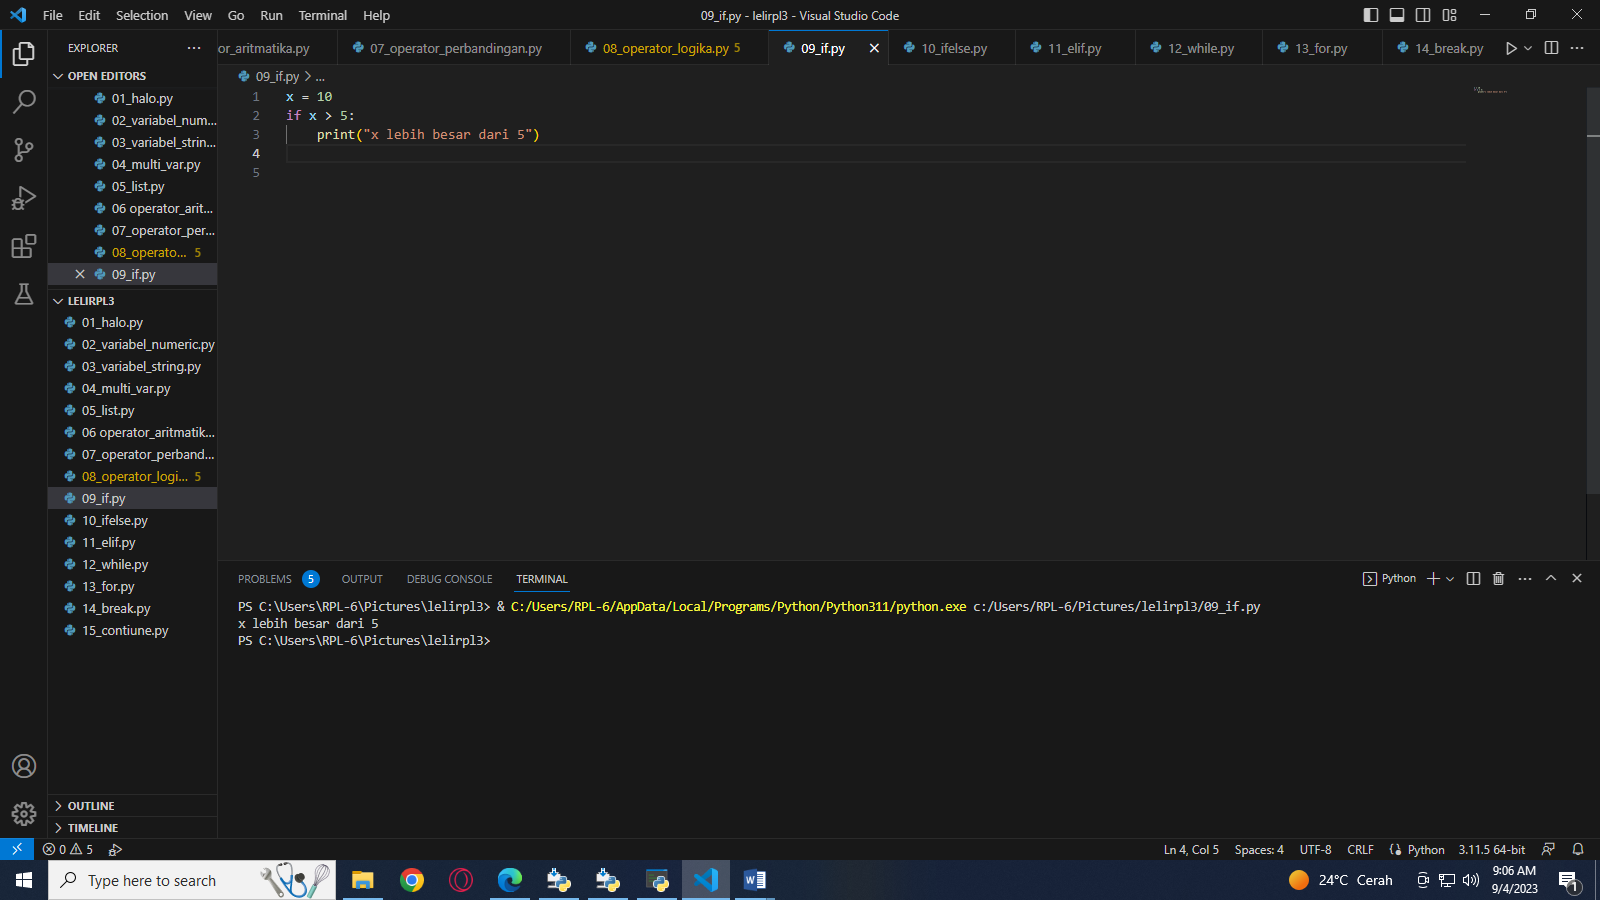 File Edit Selection View Go Run Terminal Help
09_if.py - lelirpl3 - Visual Studio Code
EXPLORER
or_aritmatika.py 07_operator_perbandingan.py 08_operator_logika.py 5 09_if.py 10_ifelse.py 11_elif.py 12_while.py 13_for.py 14_break.py
OPEN EDITORS
01_halo.py
02_variabel_num...
03_variabel_strin...
04_multi_var.py
05_list.py
06 operator_arit...
07_operator_per...
08_operato... 5
09_if.py
LELIRPL3
01_halo.py
02_variabel_numeric.py
03_variabel_string.py
04_multi_var.py
05_list.py
06 operator_aritmatik...
07_operator_perband...
08_operator_logi... 5
09_if.py
10_ifelse.py
11_elif.py
12_while.py
13_for.py
14_break.py
15_contiune.py
OUTLINE
TIMELINE
09_if.py > ...
1 x = 10
2 if x > 5:
3     print("x lebih besar dari 5")
4
5
PROBLEMS 5 OUTPUT DEBUG CONSOLE TERMINAL
Python
PS C:\Users\RPL-6\Pictures\lelirpl3> & C:/Users/RPL-6/AppData/Local/Programs/Python/Python311/python.exe c:/Users/RPL-6/Pictures/lelirpl3/09_if.py
x lebih besar dari 5
PS C:\Users\RPL-6\Pictures\lelirpl3>
0 5
Ln 4, Col 5 Spaces: 4 UTF-8 CRLF Python 3.11.5 64-bit
Type here to search
24°C Cerah
9:06 AM
9/4/2023
1